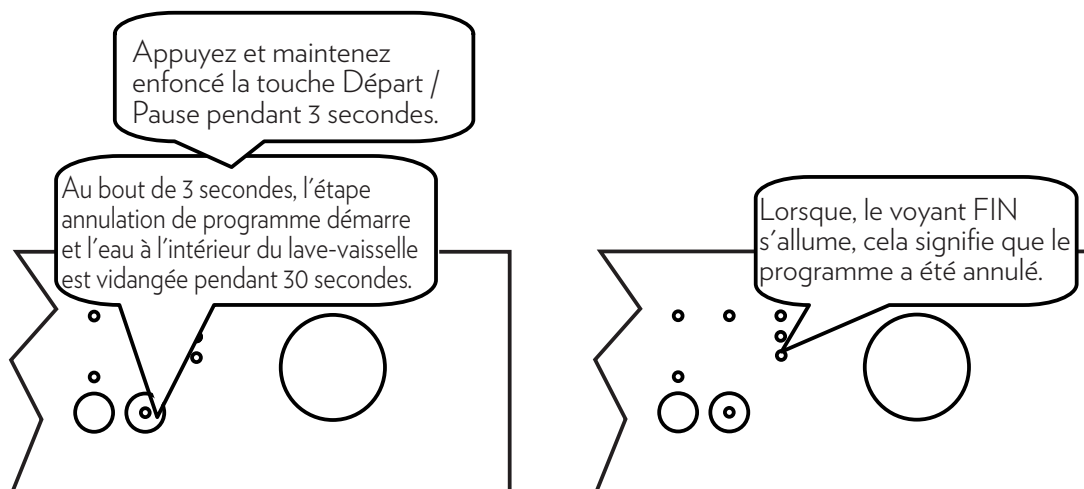 Appuyez et maintenez
enfoncé la touche Départ /
Pause pendant 3 secondes.
Au bout de 3 secondes, l'étape
annulation de programme démarre
et l'eau à l'intérieur du lave-vaisselle
est vidangée pendant 30 secondes.
Lorsque, le voyant FIN
s'allume, cela signifie que le
programme a été annulé.